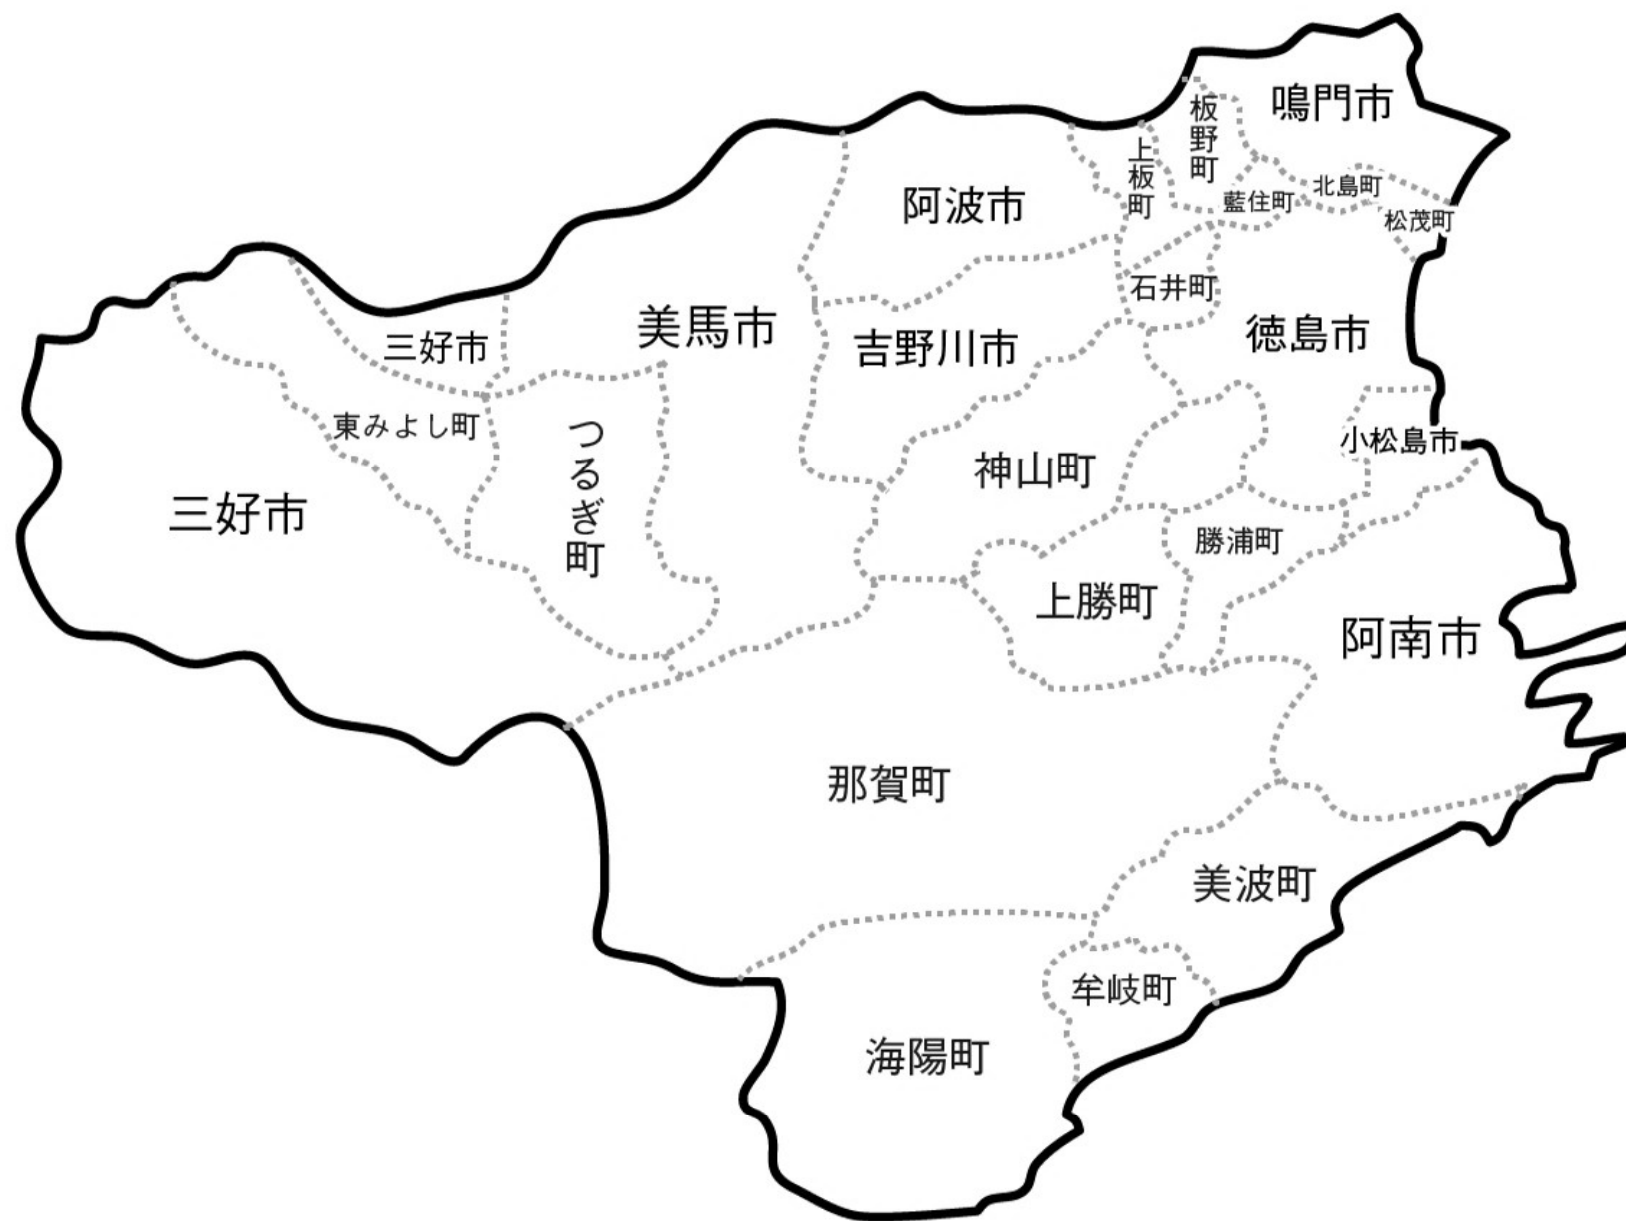 鳴門市
板野町
上板町
阿波市
藍住町
北島町
松茂町
石井町
美馬市
吉野川市
徳島市
三好市
東みよし町
つるぎ町
神山町
小松島市
三好市
勝浦町
上勝町
阿南市
那賀町
美波町
牟岐町
海陽町